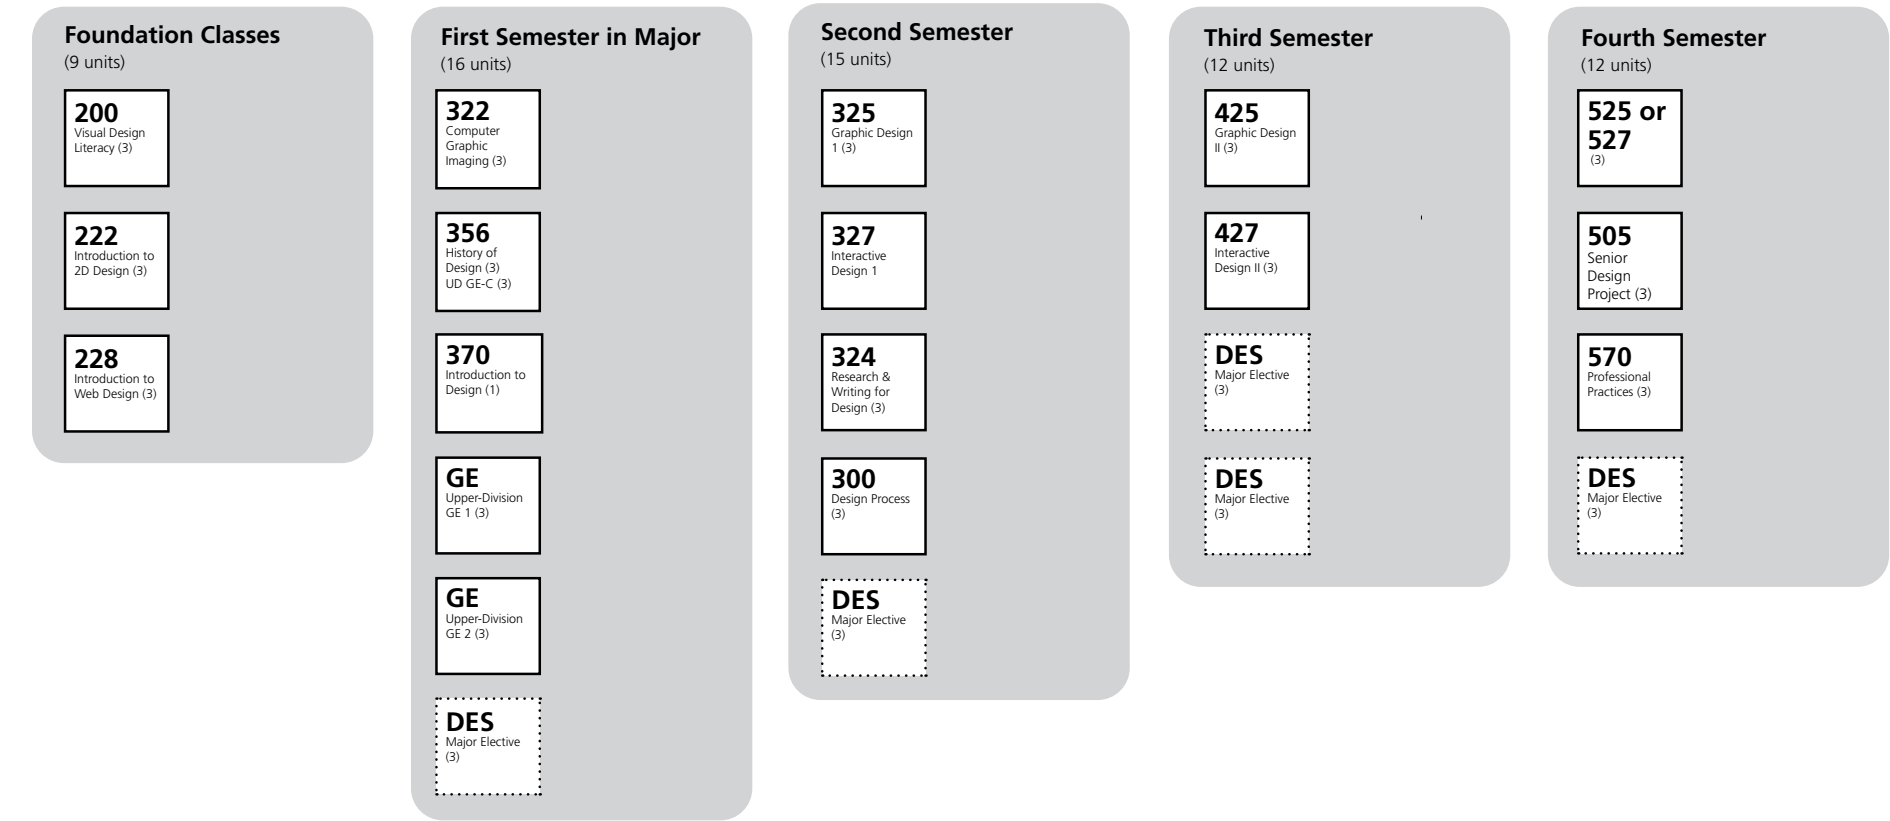 Foundation Classes
(9 units)
200
Visual Design
Literacy (3)
222
Introduction to
2D Design (3)
228
Introduction to
Web Design (3)
First Semester in Major
(16 units)
322
Computer
Graphic
Imaging (3)
356
History of
Design (3)
UD GE-C (3)
370
Introduction to
Design (1)
GE
Upper-Division
GE 1 (3)
GE
Upper-Division
GE 2 (3)
DES
Major Elective
(3)
Second Semester
(15 units)
325
Graphic Design
1 (3)
327
Interactive
Design 1
324
Research &
Writing for
Design (3)
300
Design Process
(3)
DES
Major Elective
(3)
Third Semester
(12 units)
425
Graphic Design
II (3)
427
Interactive
Design II (3)
DES
Major Elective
(3)
DES
Major Elective
(3)
Fourth Semester
(12 units)
525 or
527
(3)
505
Senior
Design
Project (3)
570
Professional
Practices (3)
DES
Major Elective
(3)